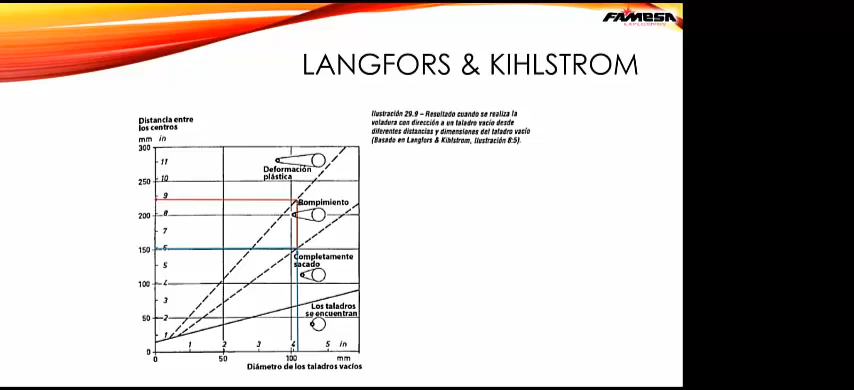 FAMESA
EXPLOSIVOS
LANGFORS & KIHLSTROM
Distancia entre
los centros
mm in
Ilustración 29.9 – Resultado cuando se realiza la
voladura con dirección a un taladro vacío desde
diferentes distancias y dimensiones del taladro vacío
(Basado en Langfors & Kihlstrom, Ilustración 8:5).
300
11
Deformación
plástica
250
10
9
Rompimiento
200
8
7
150
6
Completamente
sacado
5
100
4
3
Los taladros
se encuentran
50
2
1
1 2 3 4 5 in
0
0 50 100 mm
Diámetro de los taladros vacíos